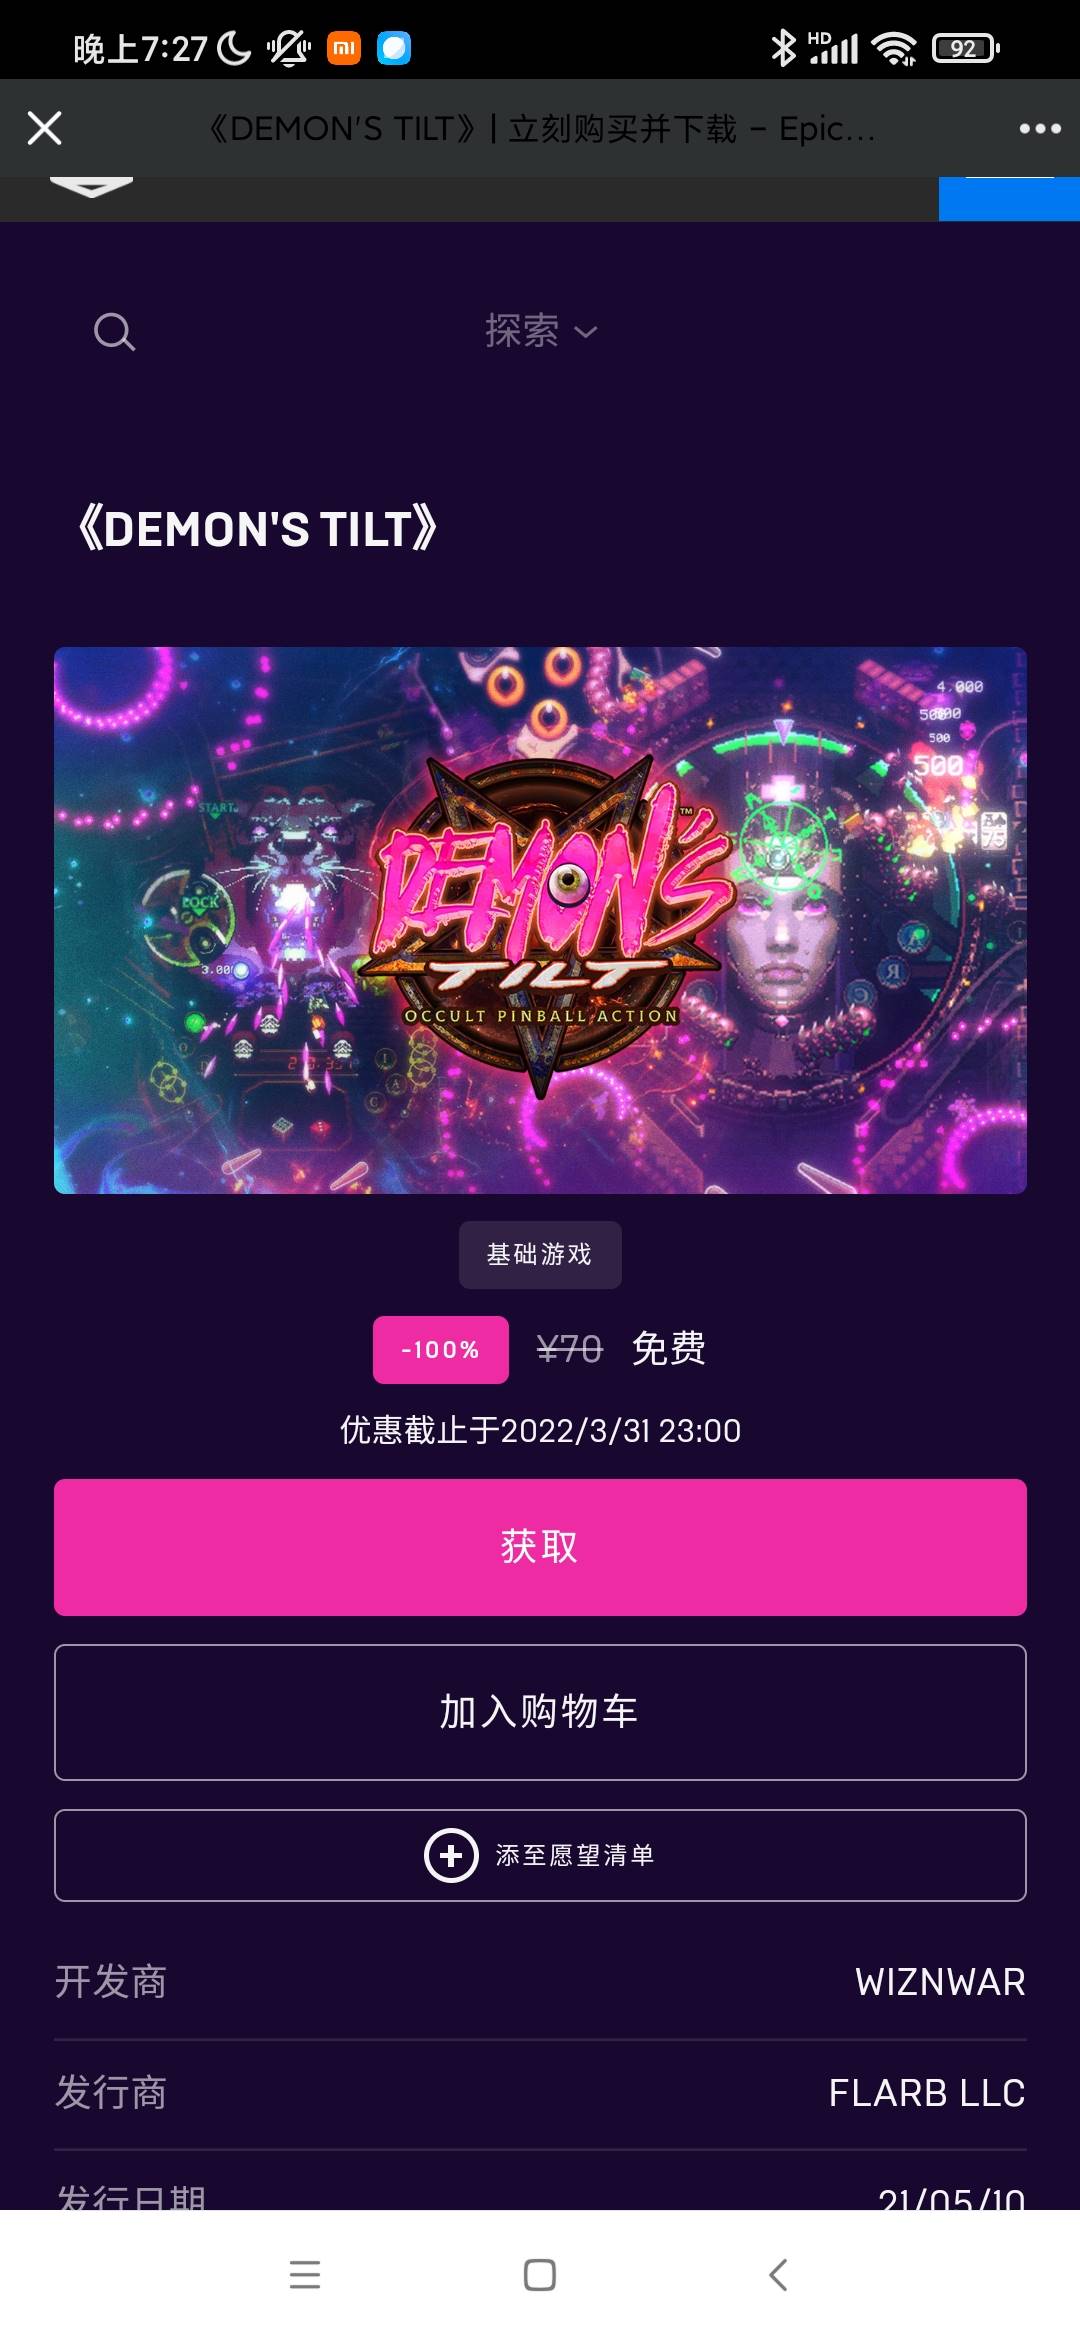 晚上7:27
HD
92
《DEMON'S TILT》| 立刻购买并下载 – Epic...
探索
《DEMON'S TILT》
4,000
500
500
START
DEMON'S
TM
75
LOCK
3.00
TILT
OCCULT PINBALL ACTION
基础游戏
-100% ¥70 免费
优惠截止于2022/3/31 23:00
获取
加入购物车
添至愿望清单
开发商 WIZNWAR
发行商 FLARB LLC
发行日期 21/05/10